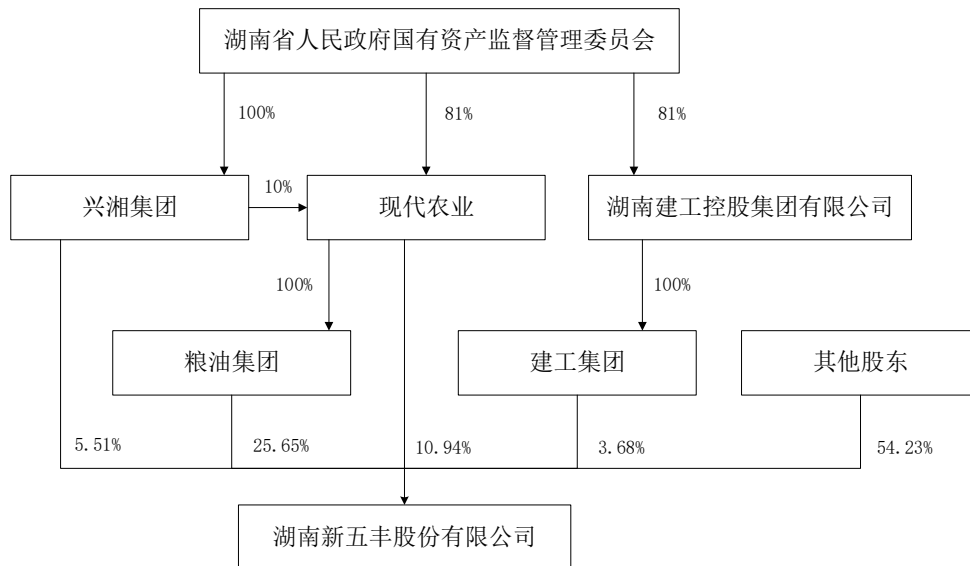 湖南省人民政府国有资产监督管理委员会
100%
81%
81%
兴湘集团
10%
现代农业
湖南建工控股集团有限公司
100%
100%
粮油集团
建工集团
其他股东
5.51%
25.65%
10.94%
3.68%
54.23%
湖南新五丰股份有限公司